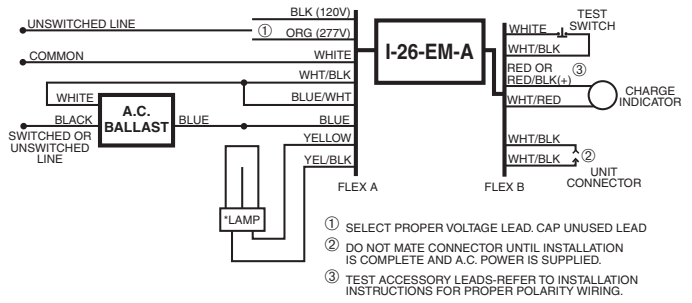 BLK (120V)
UNSWITCHED LINE
① ORG (277V)
COMMON
WHITE
WHT/BLK
WHITE
BLUE/WHT
A.C.
BALLAST
BLACK
BLUE
BLUE
SWITCHED OR
UNSWITCHED
LINE
YELLOW
YEL/BLK
*LAMP
FLEX A
I-26-EM-A
TEST
SWITCH
WHITE
WHT/BLK
RED OR
RED/BLK(+) ③
CHARGE
INDICATOR
WHT/RED
WHT/BLK
②
WHT/BLK
UNIT
CONNECTOR
FLEX B
① SELECT PROPER VOLTAGE LEAD. CAP UNUSED LEAD
② DO NOT MATE CONNECTOR UNTIL INSTALLATION
IS COMPLETE AND A.C. POWER IS SUPPLIED.
③ TEST ACCESSORY LEADS-REFER TO INSTALLATION
INSTRUCTIONS FOR PROPER POLARITY WIRING.